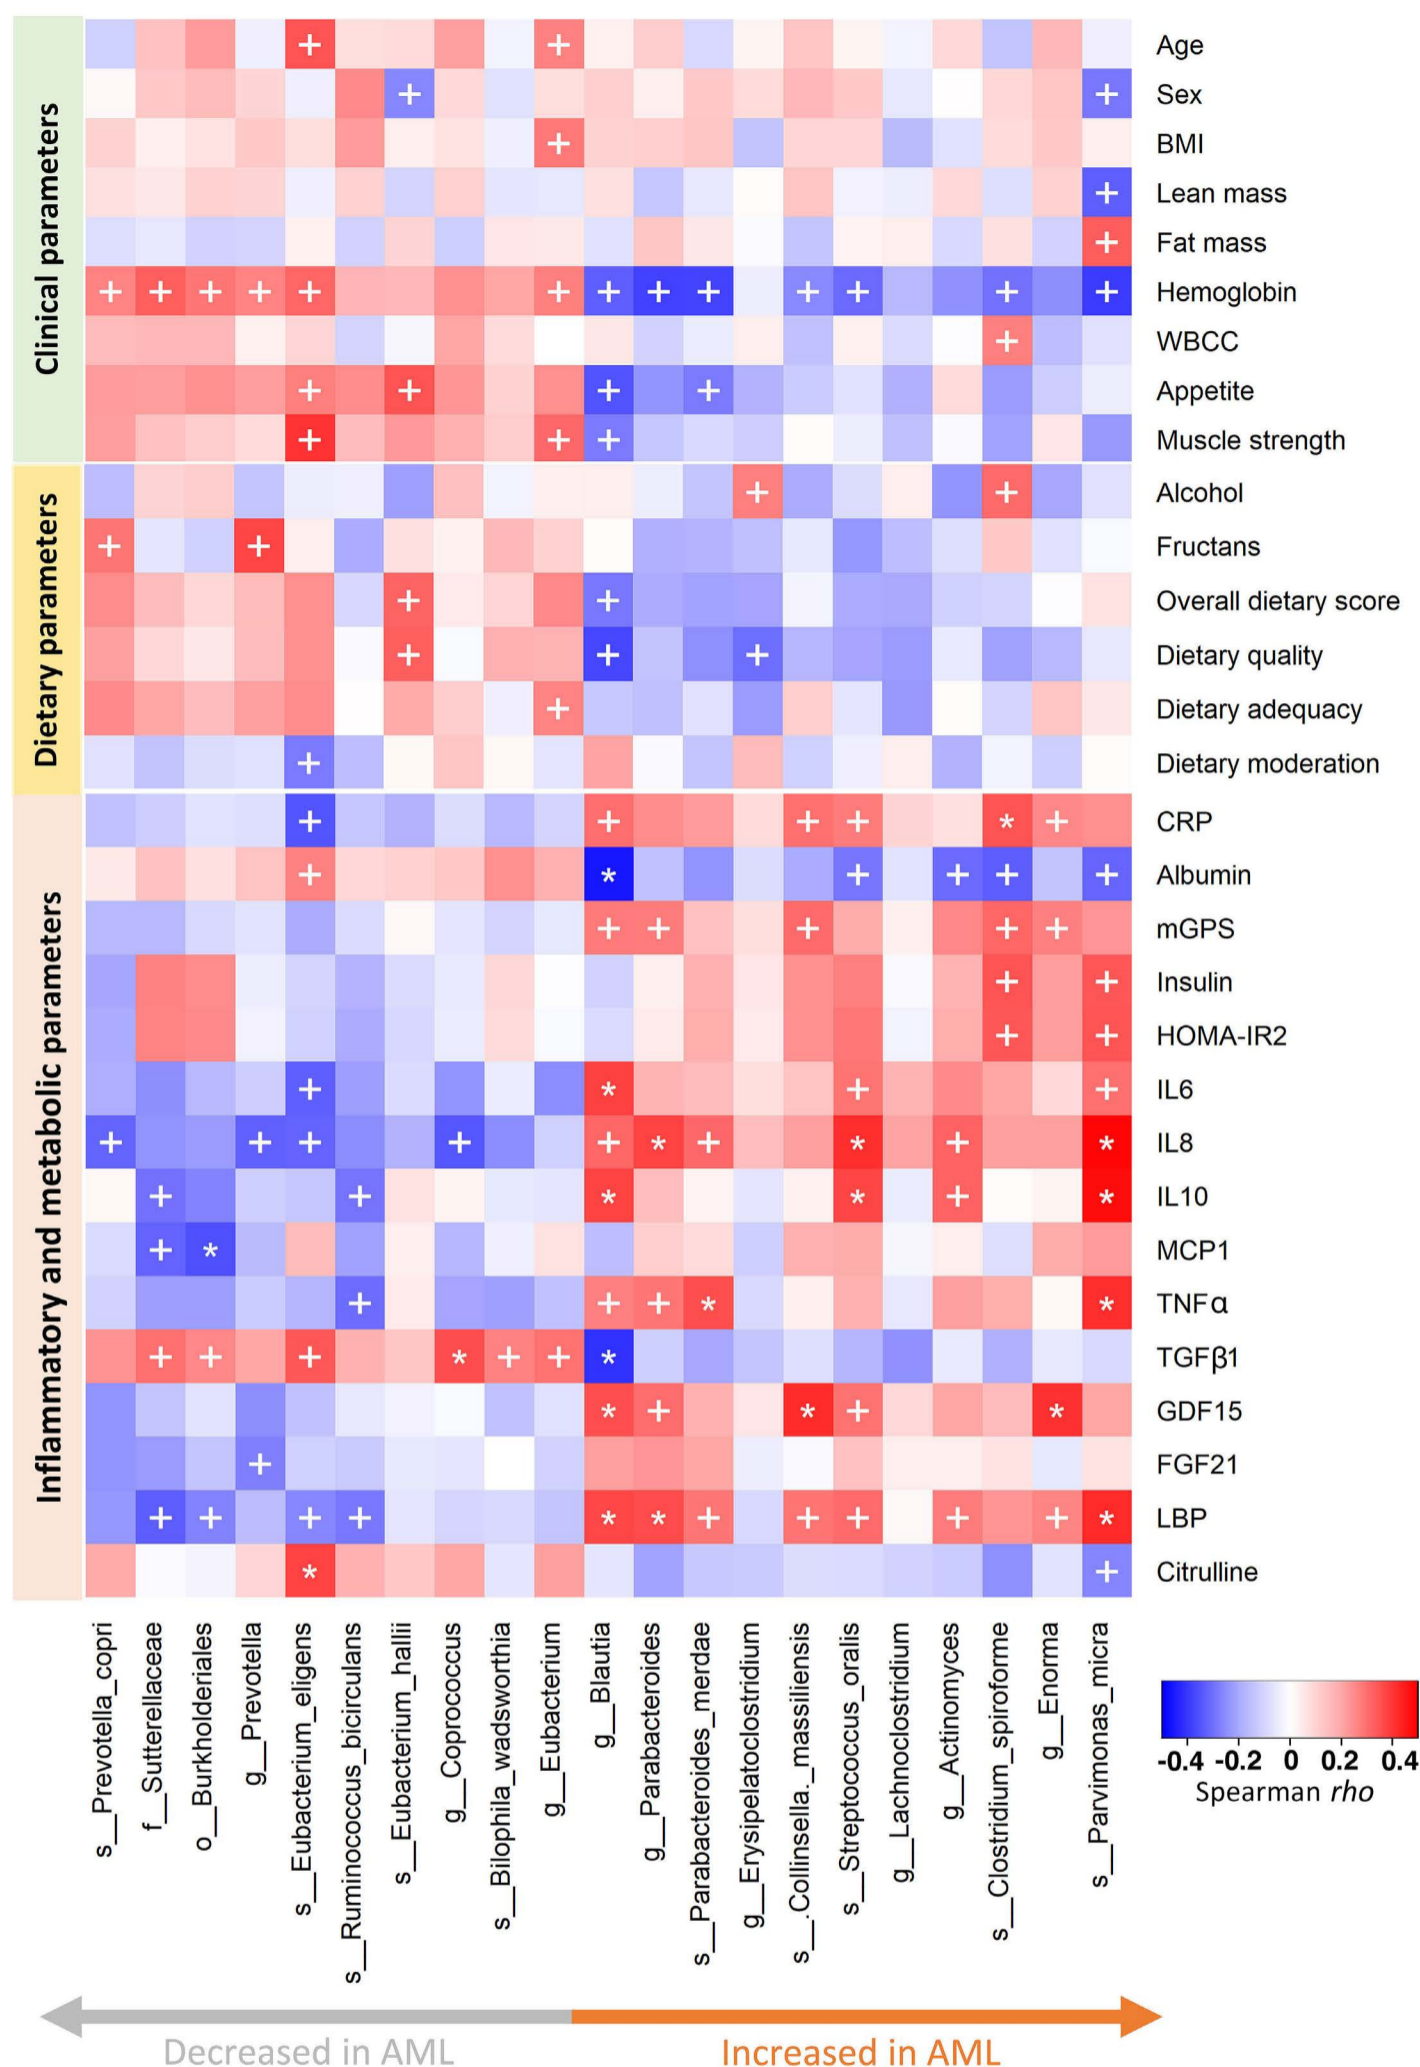 Clinical parameters
Age
Sex
BMI
Lean mass
Fat mass
Hemoglobin
WBCC
Appetite
Muscle strength
Dietary parameters
Alcohol
Fructans
Overall dietary score
Dietary quality
Dietary adequacy
Dietary moderation
Inflammatory and metabolic parameters
CRP
Albumin
mGPS
Insulin
HOMA-IR2
IL6
IL8
IL10
MCP1
TNFα
TGFβ1
GDF15
FGF21
LBP
Citrulline
s__Prevotella_copri
f__Sutterellaceae
o__Burkholderiales
g__Prevotella
s__Eubacterium_eligens
s__Ruminococcus_bicirculans
s__Eubacterium_hallii
g__Coprococcus
s__Bilophila_wadsworthia
g__Eubacterium
g__Blautia
g__Parabacteroides
s__Parabacteroides_merdae
g__Erysipelatoclostridium
s__.Collinsella._massiliensis
s__Streptococcus_oralis
g__Lachnoclostridium
g__Actinomyces
s__Clostridium_spiroforme
g__Enorma
s__Parvimonas_micra
-0.4 -0.2 0 0.2 0.4
Spearman rho
Decreased in AML
Increased in AML